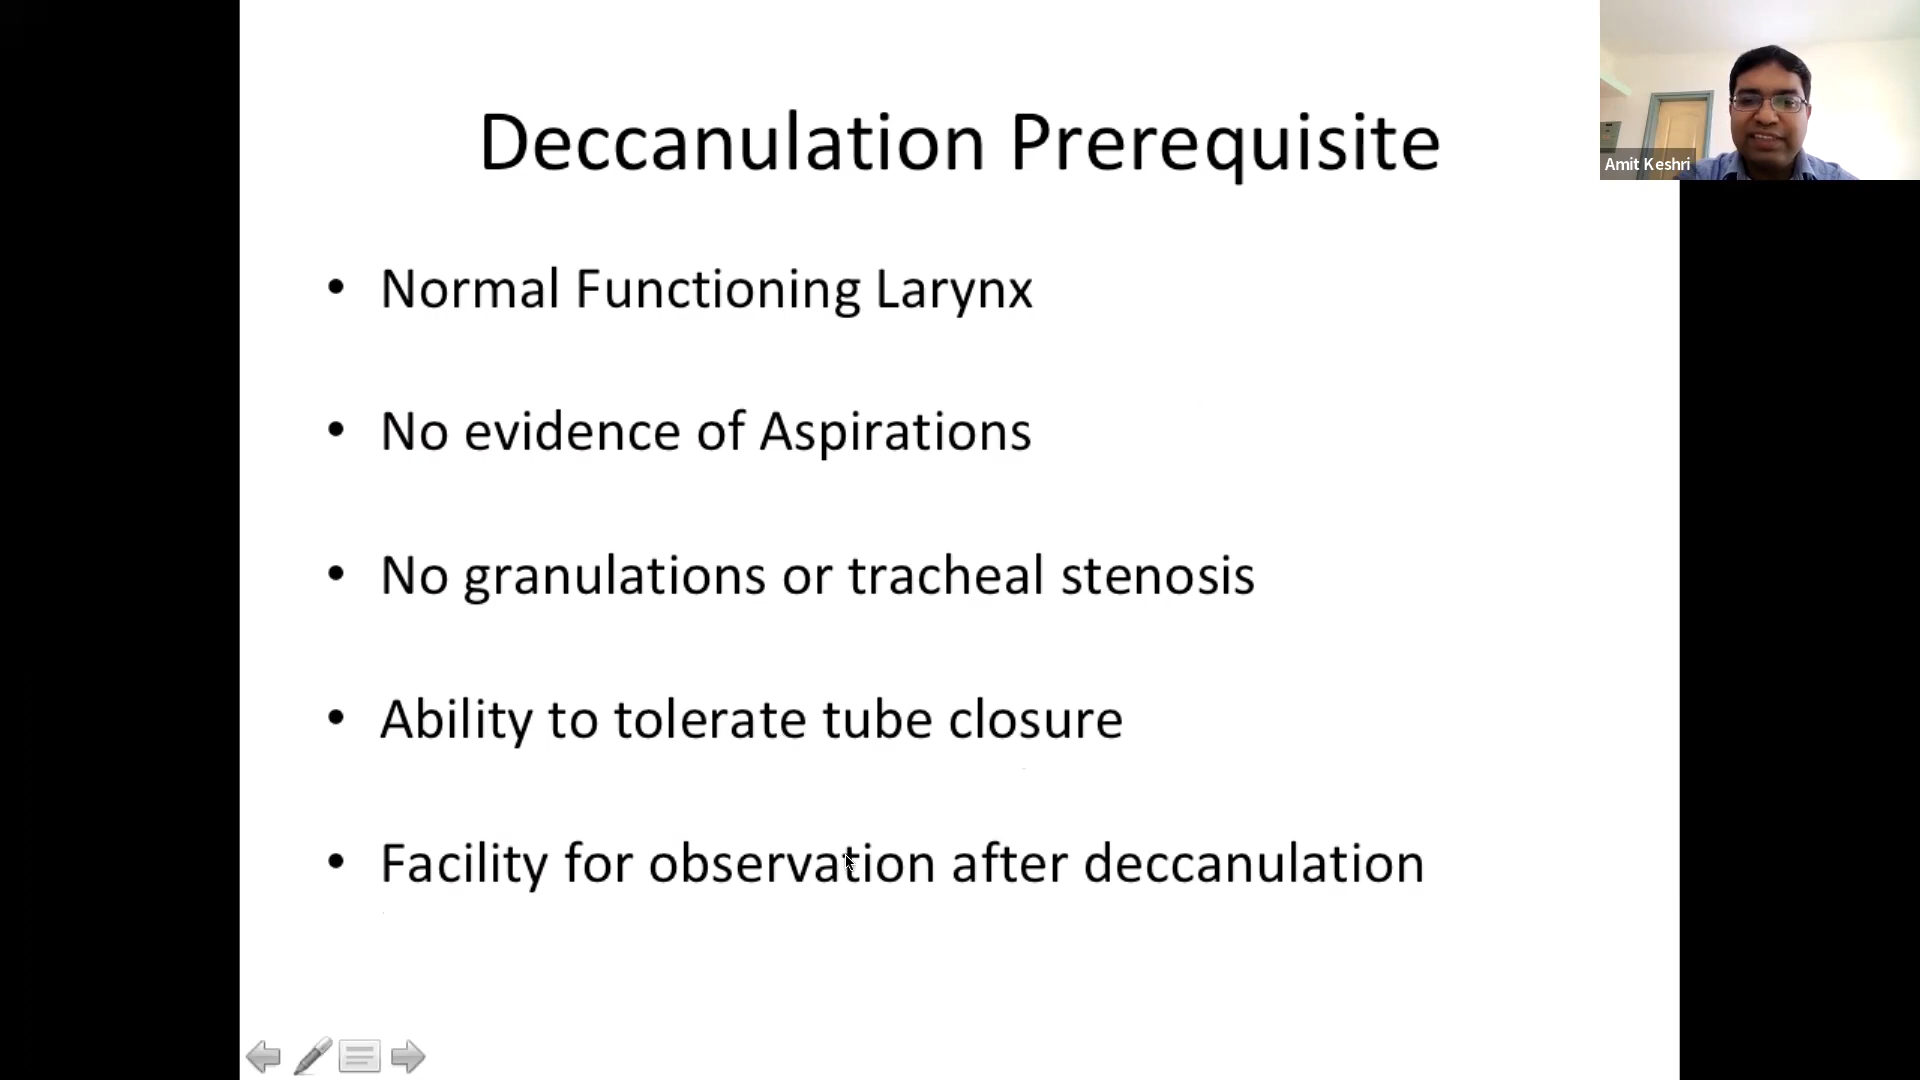 Deccanulation Prerequisite
• Normal Functioning Larynx
• No evidence of Aspirations
• No granulations or tracheal stenosis
• Ability to tolerate tube closure
• Facility for observation after deccanulation
Amit Keshri